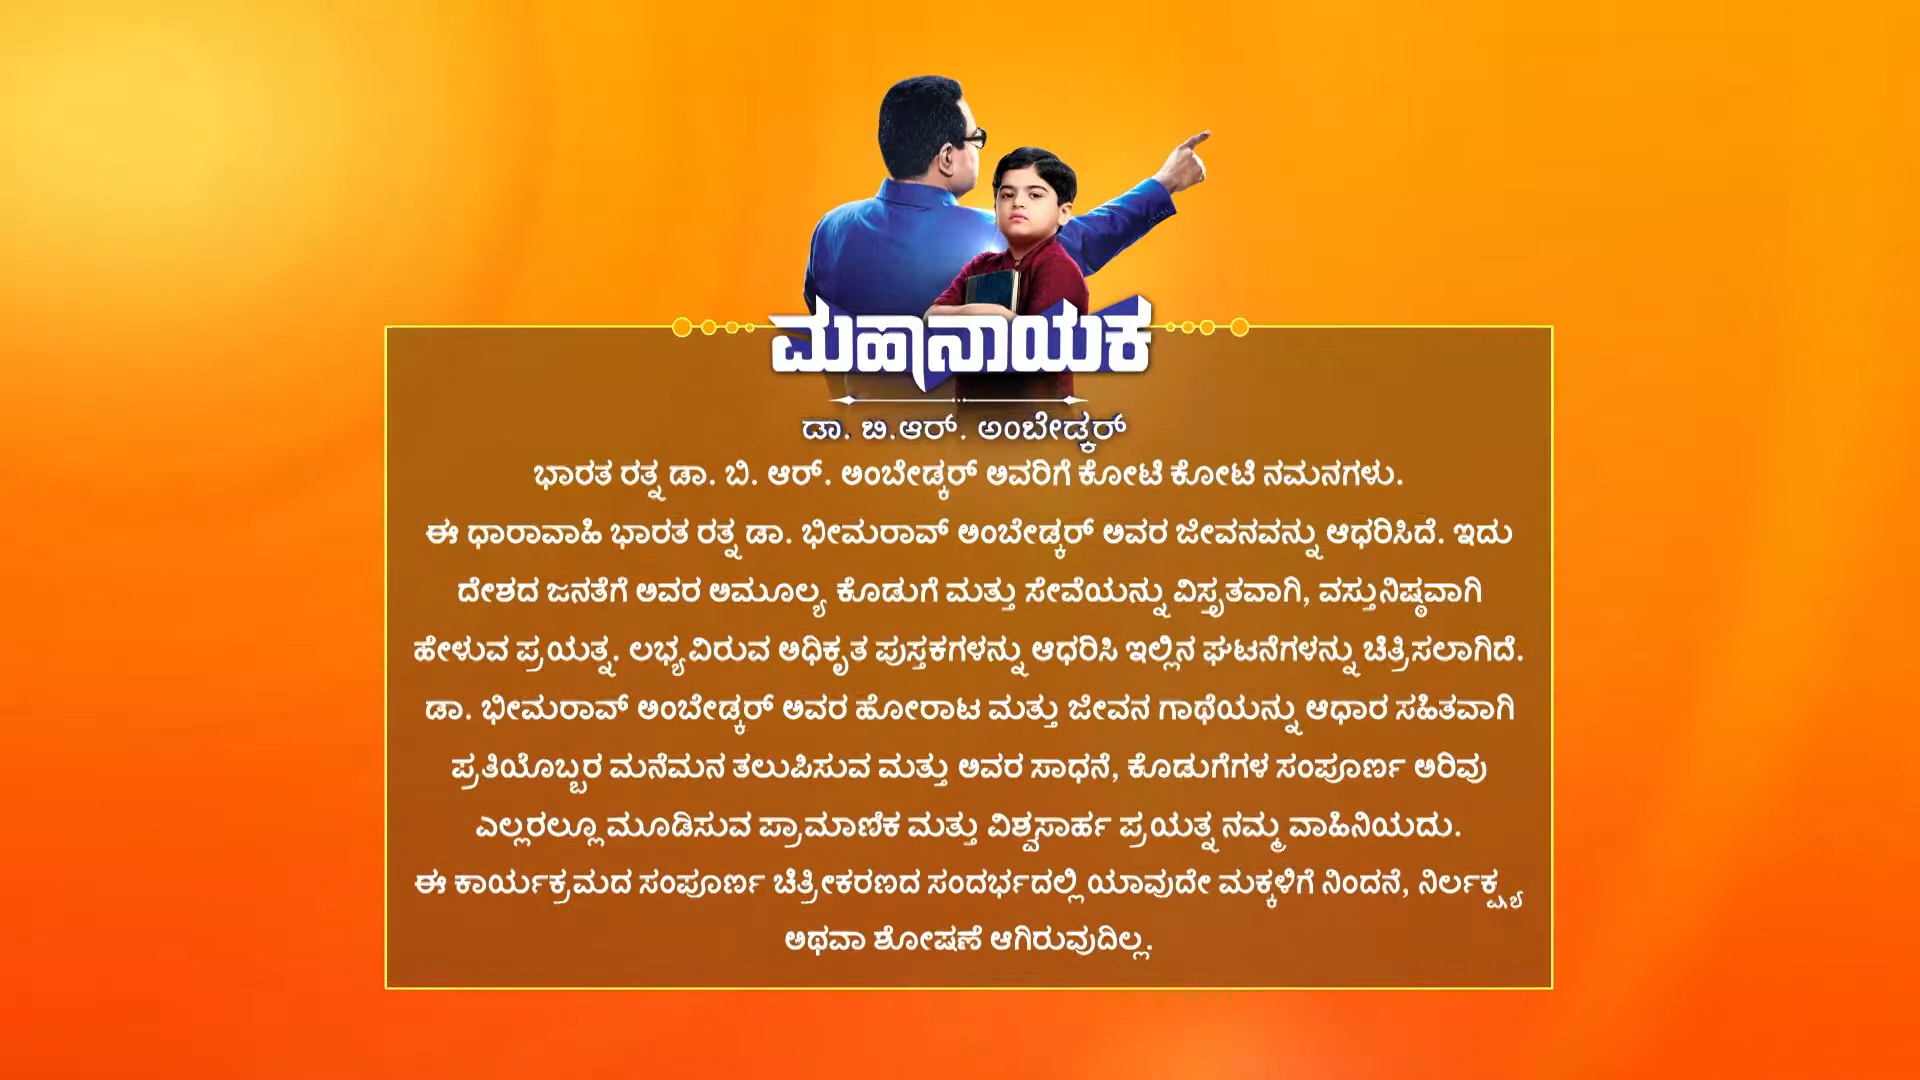 ಮಹಾನಾಯಕ
ಡಾ. ಬಿ.ಆರ್. ಅಂಬೇಡ್ಕರ್
ಭಾರತ ರತ್ನ ಡಾ. ಬಿ. ಆರ್. ಅಂಬೇಡ್ಕರ್ ಅವರಿಗೆ ಕೋಟಿ ಕೋಟಿ ನಮನಗಳು.
ಈ ಧಾರಾವಾಹಿ ಭಾರತ ರತ್ನ ಡಾ. ಭೀಮರಾವ್ ಅಂಬೇಡ್ಕರ್ ಅವರ ಜೀವನವನ್ನು ಆಧರಿಸಿದೆ. ಇದು
ದೇಶದ ಜನತೆಗೆ ಅವರ ಅಮೂಲ್ಯ ಕೊಡುಗೆ ಮತ್ತು ಸೇವೆಯನ್ನು ವಿಸ್ತೃತವಾಗಿ, ವಸ್ತುನಿಷ್ಠವಾಗಿ
ಹೇಳುವ ಪ್ರಯತ್ನ. ಲಭ್ಯವಿರುವ ಅಧಿಕೃತ ಪುಸ್ತಕಗಳನ್ನು ಆಧರಿಸಿ ಇಲ್ಲಿನ ಘಟನೆಗಳನ್ನು ಚಿತ್ರಿಸಲಾಗಿದೆ.
ಡಾ. ಭೀಮರಾವ್ ಅಂಬೇಡ್ಕರ್ ಅವರ ಹೋರಾಟ ಮತ್ತು ಜೀವನ ಗಾಥೆಯನ್ನು ಆಧಾರ ಸಹಿತವಾಗಿ
ಪ್ರತಿಯೊಬ್ಬರ ಮನೆಮನ ತಲುಪಿಸುವ ಮತ್ತು ಅವರ ಸಾಧನೆ, ಕೊಡುಗೆಗಳ ಸಂಪೂರ್ಣ ಅರಿವು
ಎಲ್ಲರಲ್ಲೂ ಮೂಡಿಸುವ ಪ್ರಾಮಾಣಿಕ ಮತ್ತು ವಿಶ್ವಸಾರ್ಹ ಪ್ರಯತ್ನ ನಮ್ಮ ವಾಹಿನಿಯದು.
ಈ ಕಾರ್ಯಕ್ರಮದ ಸಂಪೂರ್ಣ ಚಿತ್ರೀಕರಣದ ಸಂದರ್ಭದಲ್ಲಿ ಯಾವುದೇ ಮಕ್ಕಳಿಗೆ ನಿಂದನೆ, ನಿರ್ಲಕ್ಷ್ಯ
ಅಥವಾ ಶೋಷಣೆ ಆಗಿರುವುದಿಲ್ಲ.